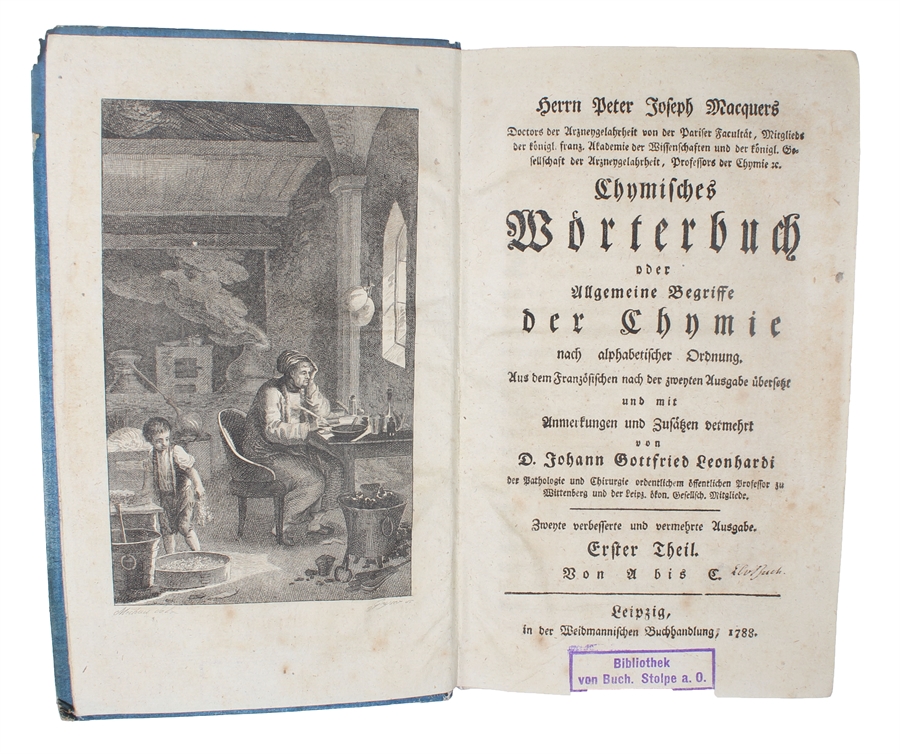 Herrn Peter Joseph Macquers
Doctors der Arzneygelahrheit von der Pariser Facultät, Mitglieds
der königl. franz. Akademie der Wissenschaften und der königl. Ge-
sellschaft der Arzneygelahrheit, Professors der Chymie ꝛc.
Chymisches
Wörterbuch
oder
Allgemeine Begriffe
der Chymie
nach alphabetischer Ordnung.
Aus dem Französischen nach der zweyten Ausgabe übersetzt
und mit
Anmerkungen und Zusätzen vermehrt
von
D. Johann Gottfried Leonhardi
der Pathologie und Chirurgie ordentlichem öffentlichen Professor zu
Wittenberg und der Leipz. ökon. Gesellsch. Mitgliede.
Zweyte verbesserte und vermehrte Ausgabe.
Erster Theil.
Von A bis C.
Leipzig,
in der Weidmannischen Buchhandlung, 1788.
Bibliothek
von Buch. Stolpe a. O.